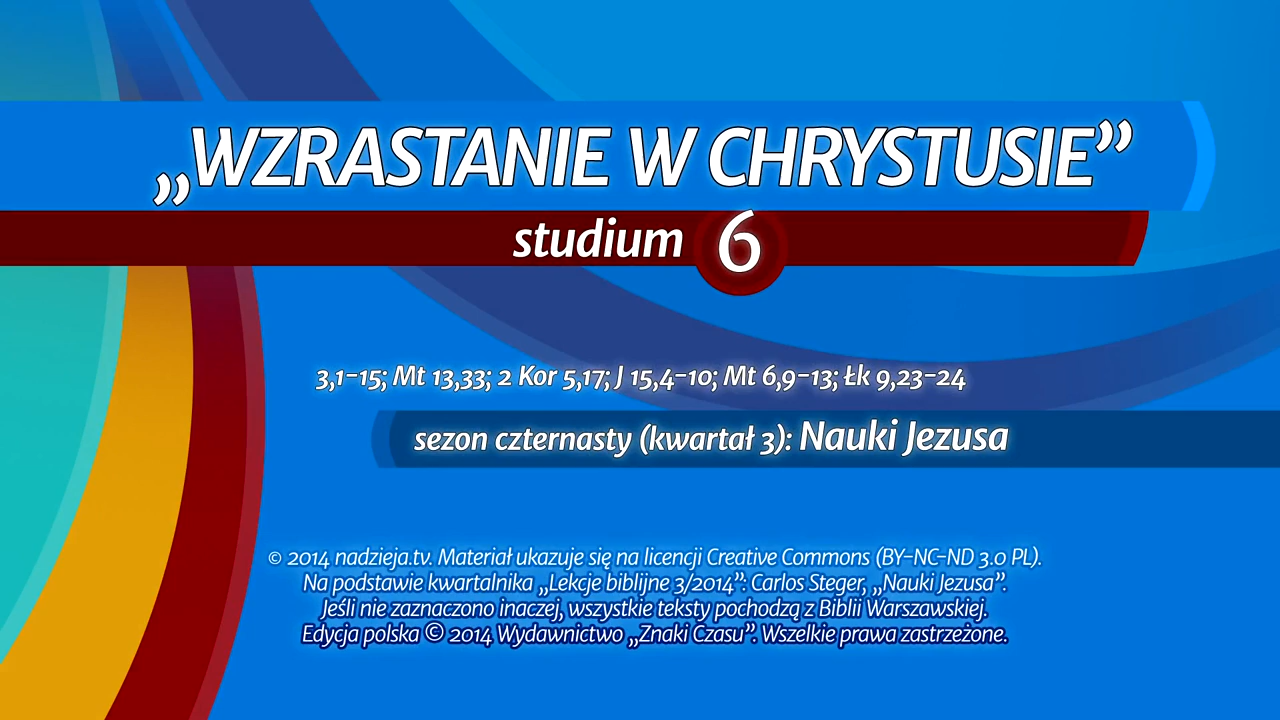 „WZRASTANIE W CHRYSTUSIE”
studium 6
3,1–15; Mt 13,33; 2 Kor 5,17; J 15,4–10; Mt 6,9–13; Łk 9,23–24
sezon czternasty (kwartał 3): Nauki Jezusa
© 2014 nadzieja.tv. Materiał ukazuje się na licencji Creative Commons (BY–NC–ND 3.0 PL).
Na podstawie kwartalnika „Lekcje biblijne 3/2014”: Carlos Steger, „Nauki Jezusa”.
Jeśli nie zaznaczono inaczej, wszystkie teksty pochodzą z Biblii Warszawskiej.
Edycja polska © 2014 Wydawnictwo „Znaki Czasu”. Wszelkie prawa zastrzeżone.